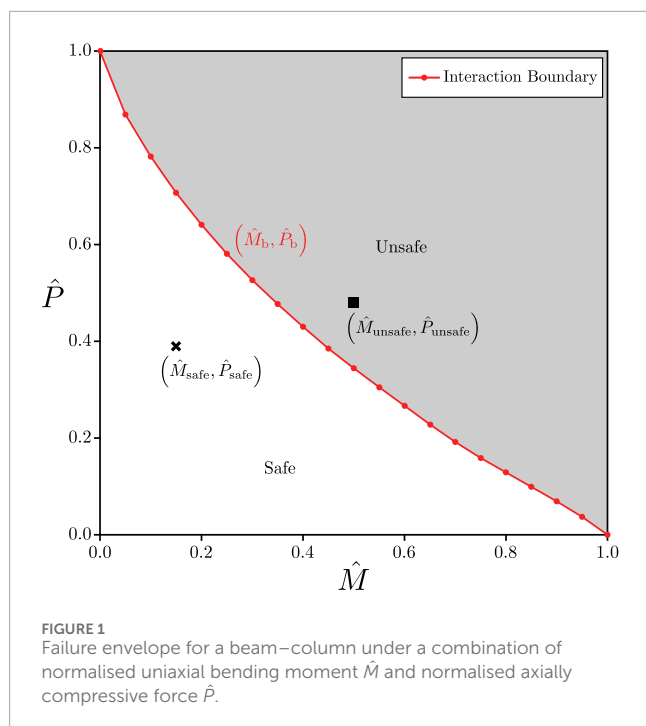 1.0
Interaction Boundary
0.8
(M̂b, P̂b)
0.6
Unsafe
P̂
(M̂unsafe, P̂unsafe)
0.4
(M̂safe, P̂safe)
0.2
Safe
0.0
0.0 0.2 0.4 0.6 0.8 1.0
M̂
FIGURE 1
Failure envelope for a beam–column under a combination of
normalised uniaxial bending moment M̂ and normalised axially
compressive force P̂.